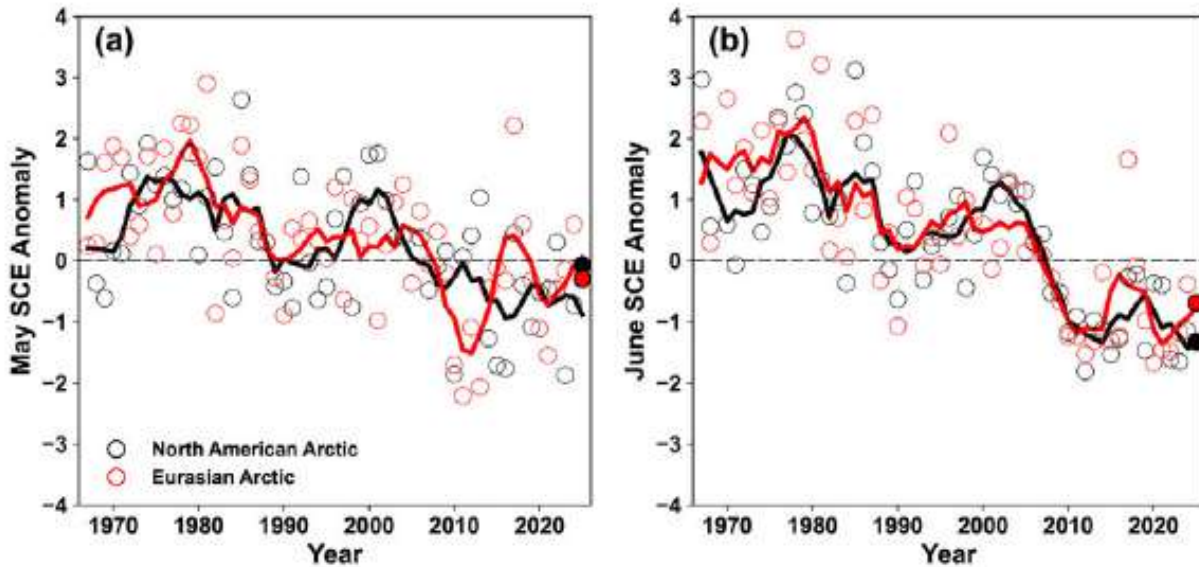 (a)
4
3
2
1
0
−1
−2
−3
−4
May SCE Anomaly
North American Arctic
Eurasian Arctic
1970 1980 1990 2000 2010 2020
Year
(b)
4
3
2
1
0
−1
−2
−3
−4
June SCE Anomaly
1970 1980 1990 2000 2010 2020
Year